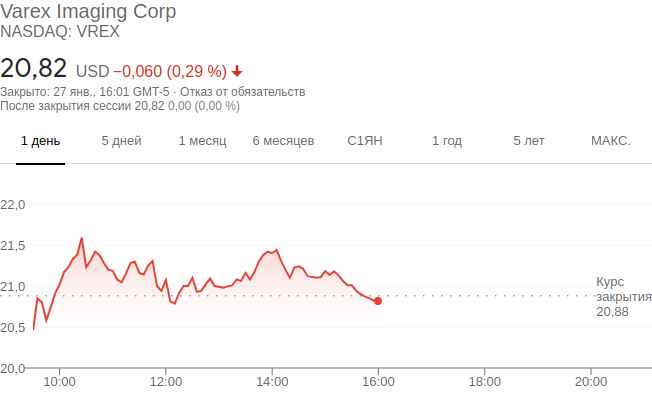 Varex Imaging Corp
NASDAQ: VREX
20,82 USD −0,060 (0,29 %)
Закрыто: 27 янв., 16:01 GMT-5 · Отказ от обязательств
После закрытия сессии 20,82 0,00 (0,00 %)
1 день 5 дней 1 месяц 6 месяцев С1ЯН 1 год 5 лет МАКС.
22,0
21,5
21,0
20,5
20,0
Курс
закрытия
20,88
10:00 12:00 14:00 16:00 18:00 20:00